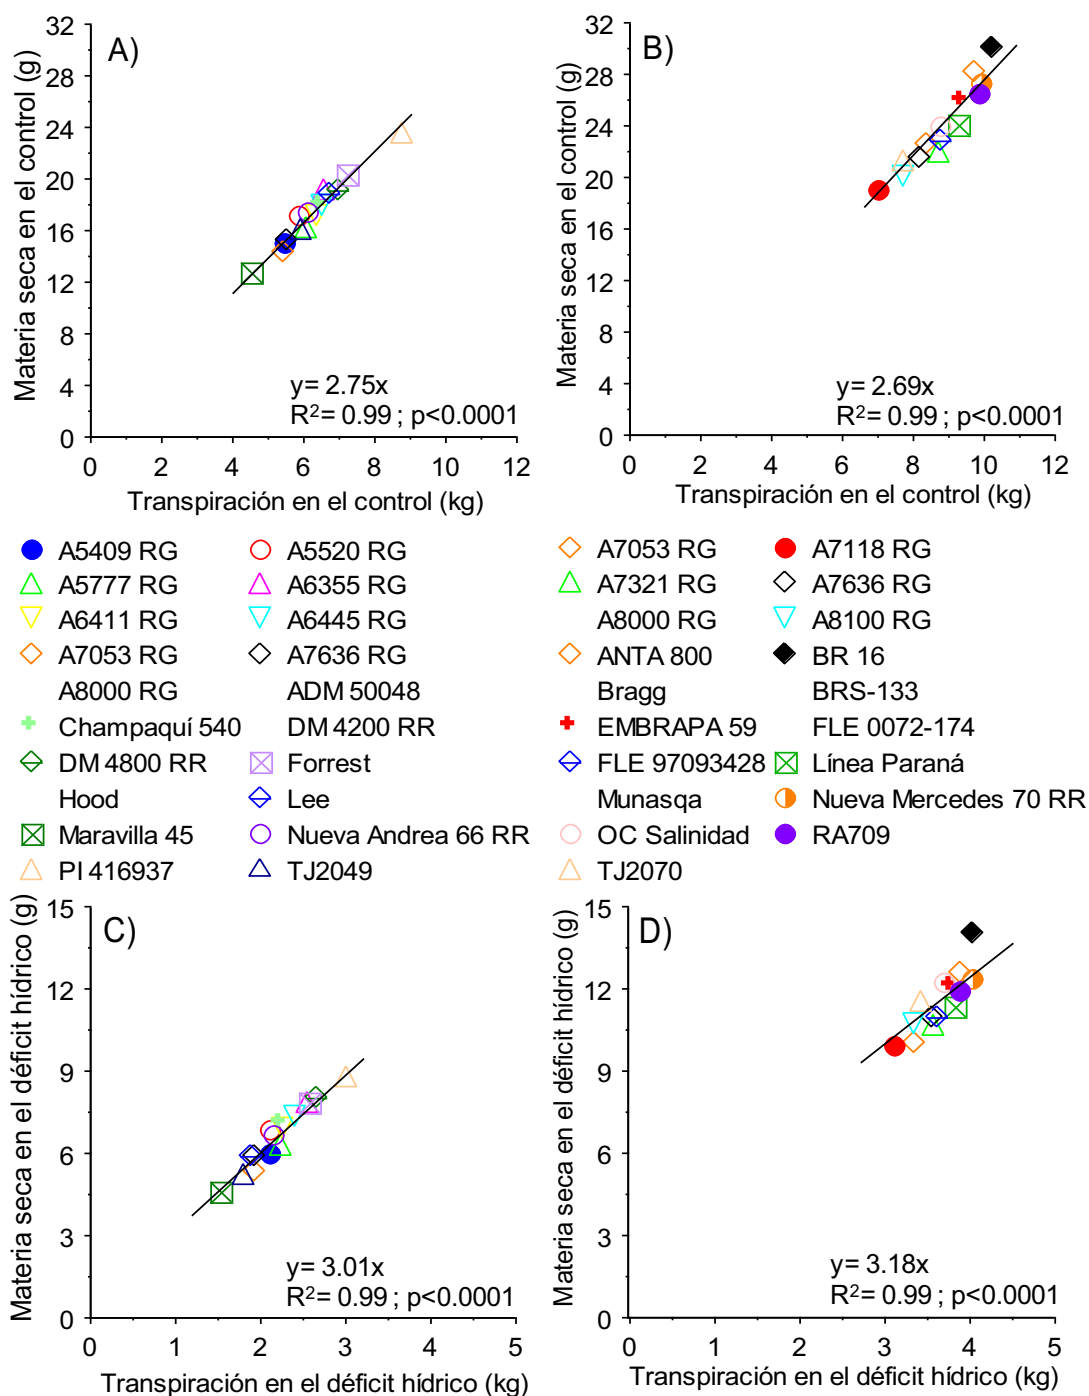 A)
Materia seca en el control (g)
32
28
24
20
16
12
8
4
0
y= 2.75x
R²= 0.99 ; p<0.0001
0 2 4 6 8 10 12
Transpiración en el control (kg)
B)
Materia seca en el control (g)
32
28
24
20
16
12
8
4
0
y= 2.69x
R²= 0.99 ; p<0.0001
0 2 4 6 8 10 12
Transpiración en el control (kg)
A5409 RG A5520 RG
A5777 RG A6355 RG
A6411 RG A6445 RG
A7053 RG A7636 RG
A8000 RG ADM 50048
Champaquí 540 DM 4200 RR
DM 4800 RR Forrest
Hood Lee
Maravilla 45 Nueva Andrea 66 RR
PI 416937 TJ2049
A7053 RG A7118 RG
A7321 RG A7636 RG
A8000 RG A8100 RG
ANTA 800 BR 16
Bragg BRS-133
EMBRAPA 59 FLE 0072-174
FLE 97093428 Línea Paraná
Munasqa Nueva Mercedes 70 RR
OC Salinidad RA709
TJ2070
C)
Materia seca en el déficit hídrico (g)
15
12
9
6
3
0
y= 3.01x
R²= 0.99 ; p<0.0001
0 1 2 3 4 5
Transpiración en el déficit hídrico (kg)
D)
Materia seca en el déficit hídrico (g)
15
12
9
6
3
0
y= 3.18x
R²= 0.99 ; p<0.0001
0 1 2 3 4 5
Transpiración en el déficit hídrico (kg)